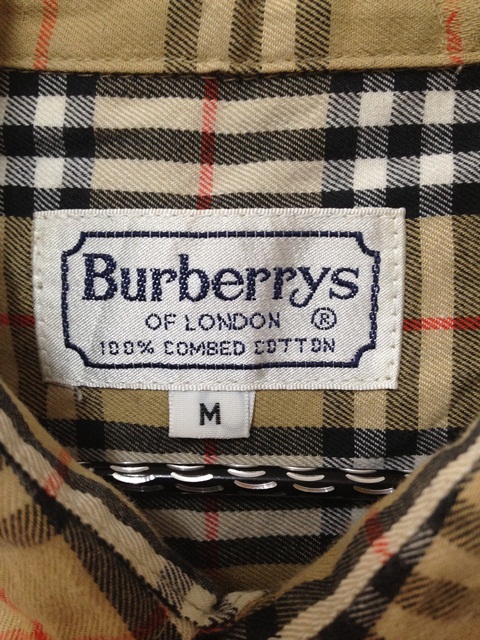 Burberrys
OF LONDON ®
100% COMBED COTTON
M